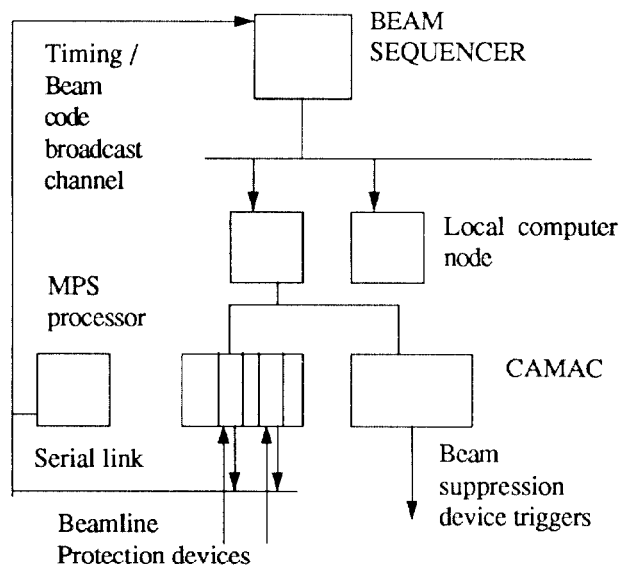 BEAM
SEQUENCER
Timing /
Beam
code
broadcast
channel
Local computer
node
MPS
processor
CAMAC
Serial link
Beam
suppression
device triggers
Beamline
Protection devices